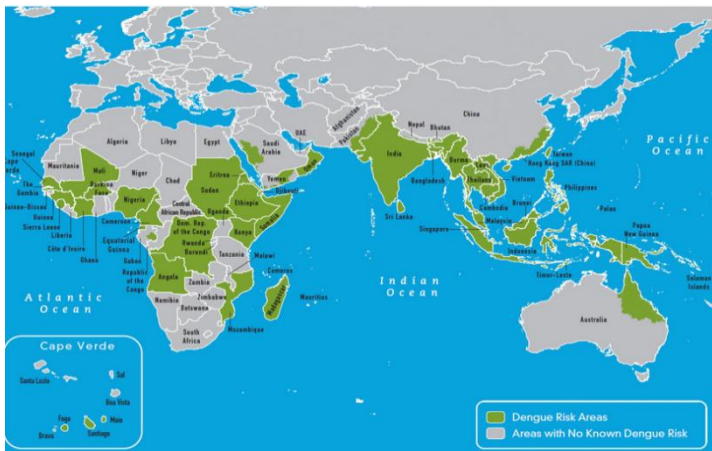 China
Afghanistan
Pakistan
Nepal
Bhutan
Pacific
Ocean
Algeria
Libya
Egypt
Saudi
Arabia
UAE
Oman
India
Burma
Laos
Taiwan
Hong Kong SAR (China)
Mauritania
Senegal
Cape
Verde
Mali
Niger
Chad
Eritrea
Yemen
Djibouti
Bangladesh
Thailand
Vietnam
Philippines
The
Gambia
Burkina
Faso
Sudan
Guinea-Bissau
Guinea
Sierra Leone
Liberia
Côte d'Ivoire
Ghana
Nigeria
Cameroon
Central
African Republic
Ethiopia
Somalia
Uganda
Kenya
Sri Lanka
Cambodia
Malaysia
Brunei
Palau
Singapore
Indonesia
Papua
New Guinea
Equatorial
Guinea
Gabon
Republic
of the
Congo
Dem. Rep.
of the Congo
Rwanda
Burundi
Tanzania
Malawi
Comoros
Timor-Leste
Solomon
Islands
Atlantic
Ocean
Indian
Ocean
Angola
Zambia
Namibia
Zimbabwe
Botswana
Madagascar
Mauritius
Mozambique
South
Africa
Australia
Cape Verde
Santa Luzia
Sal
Boa Vista
Fogo
Maio
Brava
Santiago
Dengue Risk Areas
Areas with No Known Dengue Risk